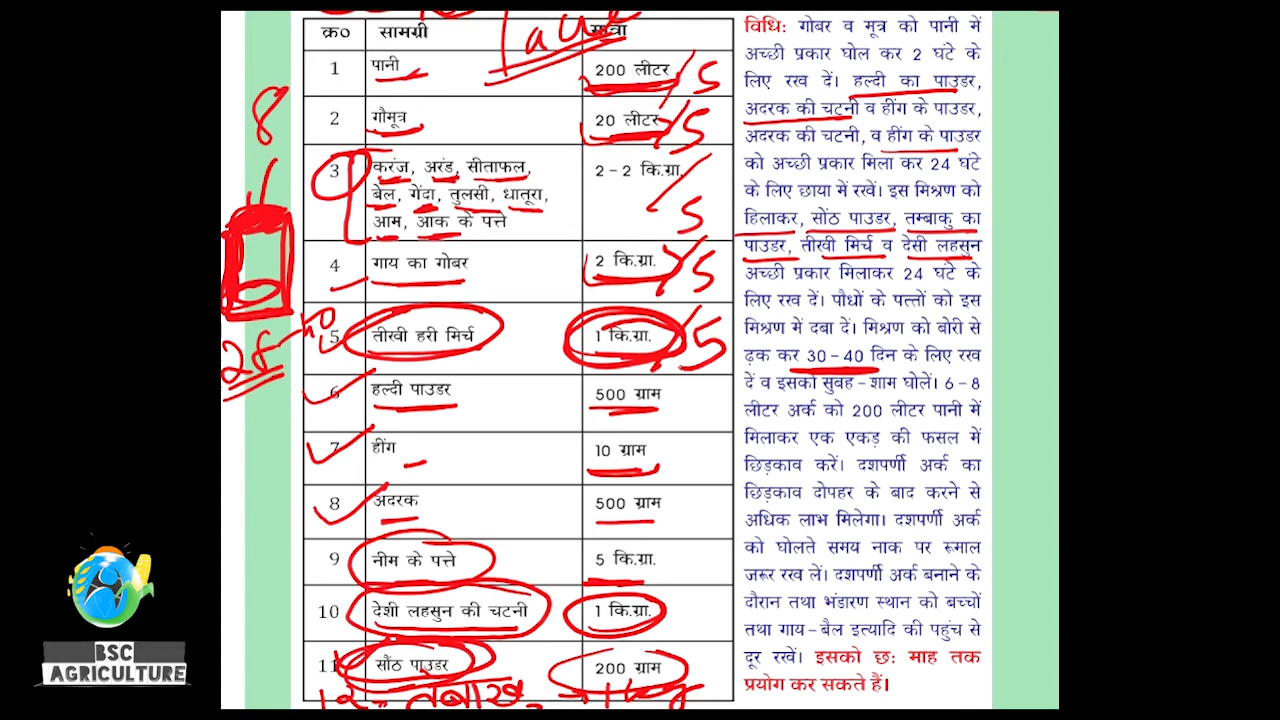 क्र० सामग्री मात्रा
1 पानी 200 लीटर / 5
2 गौमूत्र 20 लीटर / 5
3 करंज, अरंड, सीताफल, 2-2 कि.ग्रा. / 5
बेल, गेंदा, तुलसी, धातूरा,
आम, आक के पत्ते
4 गाय का गोबर 2 कि.ग्रा. / 5
5 तीखी हरी मिर्च 1 कि.ग्रा. / 5
6 हल्दी पाउडर 500 ग्राम
7 हींग 10 ग्राम
8 अदरक 500 ग्राम
9 नीम के पत्ते 5 कि.ग्रा.
10 देशी लहसुन की चटनी 1 कि.ग्रा.
11 सौंठ पाउडर 200 ग्राम
8
विधि: गोबर व मूत्र को पानी में
अच्छी प्रकार घोल कर 2 घंटे के
लिए रख दें। हल्दी का पाउडर,
अदरक की चटनी व हींग के पाउडर,
अदरक की चटनी, व हींग के पाउडर
को अच्छी प्रकार मिला कर 24 घंटे
के लिए छाया में रखें। इस मिश्रण को
हिलाकर, सोंठ पाउडर, तम्बाकु का
पाउडर, तीखी मिर्च व देसी लहसुन
अच्छी प्रकार मिलाकर 24 घंटे के
लिए रख दें। पौधों के पत्तों को इस
मिश्रण में दबा दें। मिश्रण को बोरी से
ढ़क कर 30-40 दिन के लिए रख
दें व इसको सुबह-शाम घोलें। 6-8
लीटर अर्क को 200 लीटर पानी में
मिलाकर एक एकड़ की फसल में
छिड़काव करें। दशपर्णी अर्क का
छिड़काव दोपहर के बाद करने से
अधिक लाभ मिलेगा। दशपर्णी अर्क
को घोलते समय नाक पर रूमाल
जरूर रख लें। दशपर्णी अर्क बनाने के
दौरान तथा भंडारण स्थान को बच्चों
तथा गाय-बैल इत्यादि की पहुंच से
दूर रखें। इसको छ: माह तक
प्रयोग कर सकते हैं।
BSC
AGRICULTURE